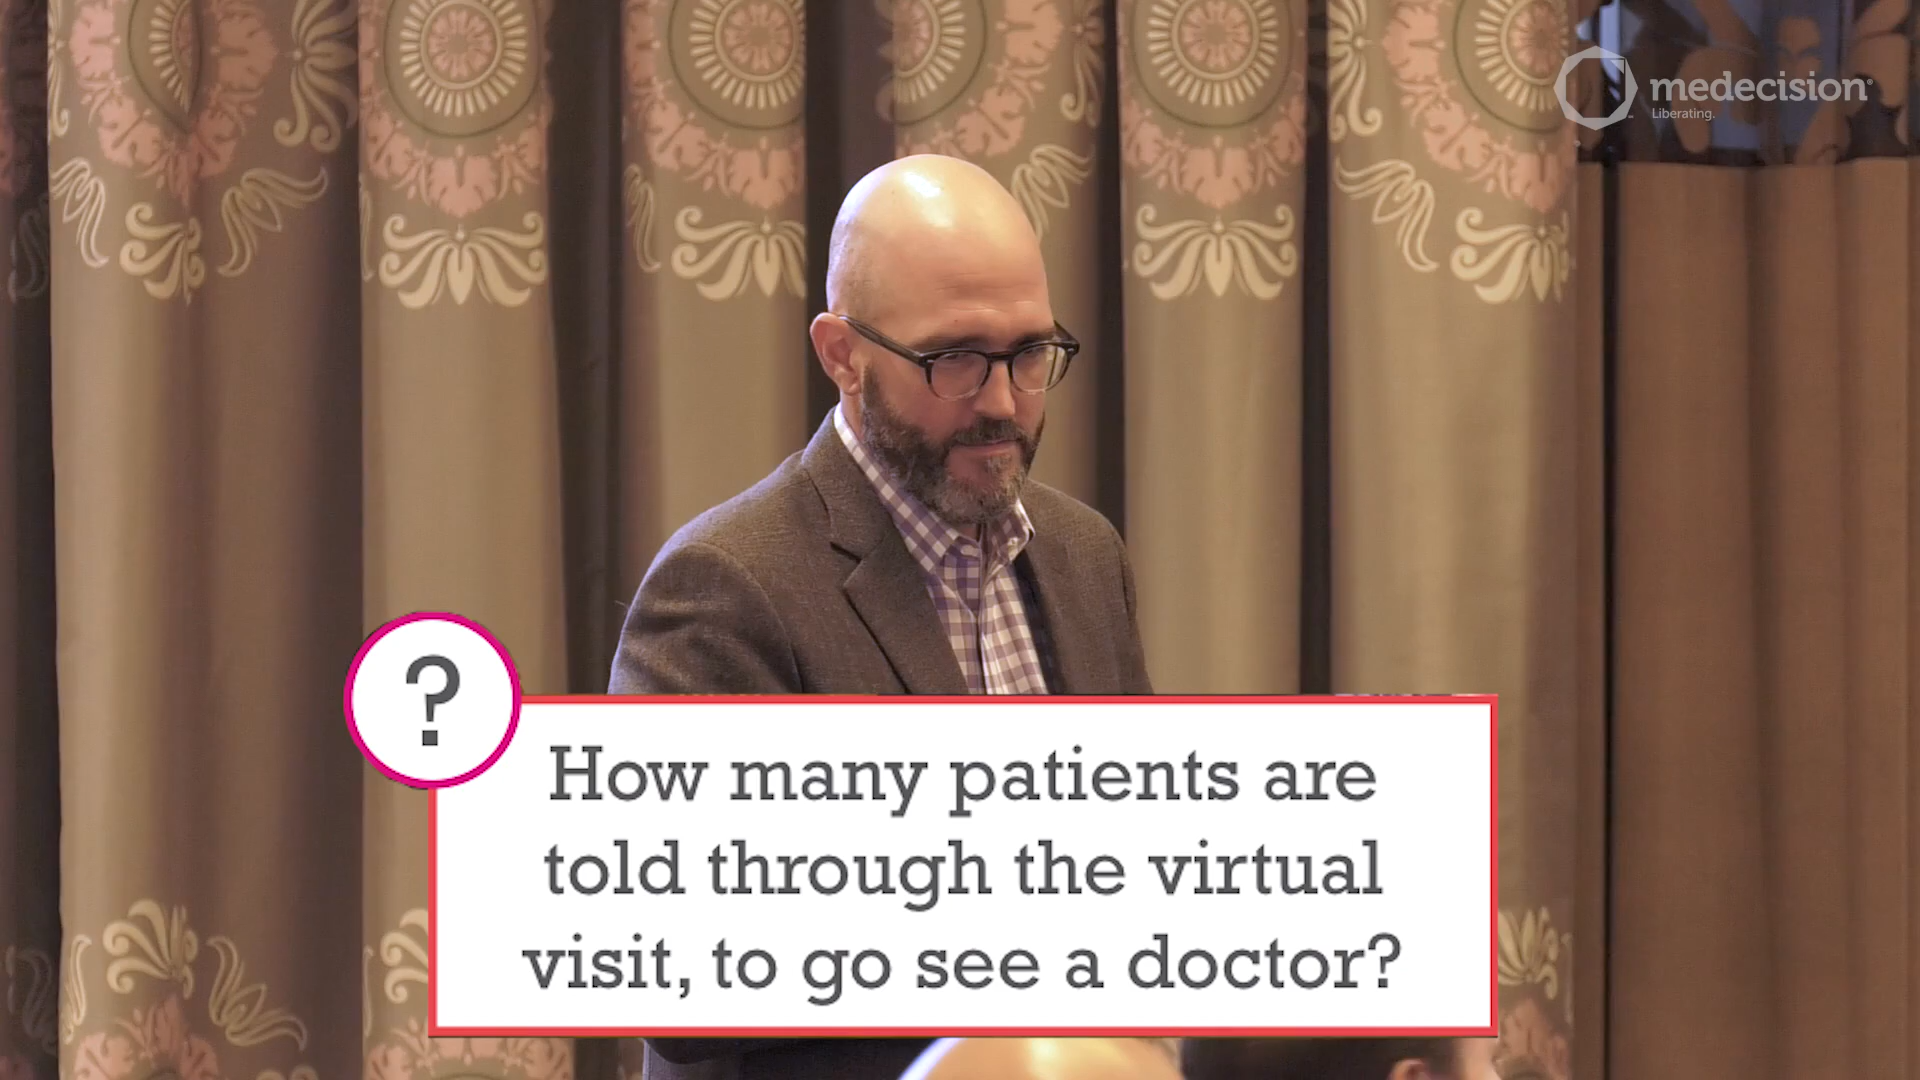 medecision®
Liberating.
?
How many patients are
told through the virtual
visit, to go see a doctor?